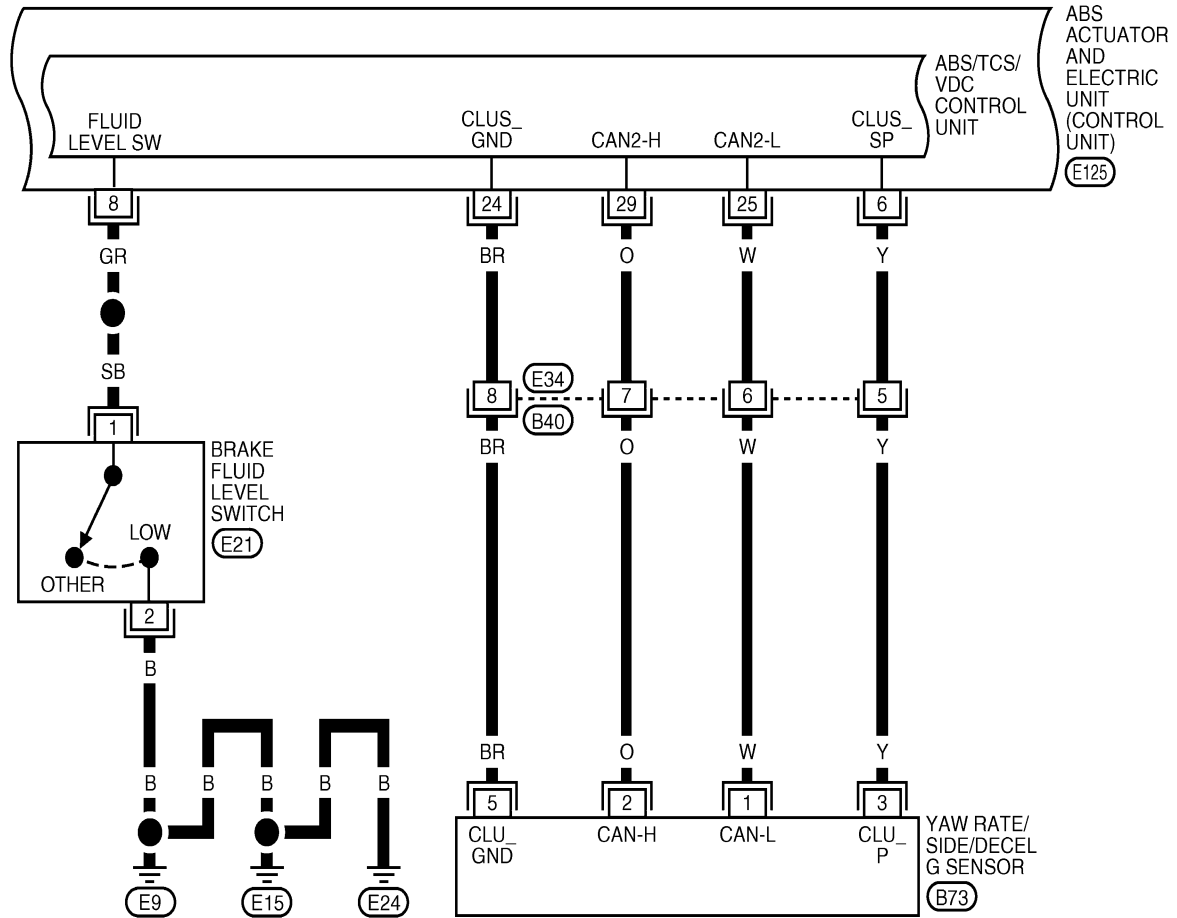 ABS
ACTUATOR
AND
ELECTRIC
UNIT
(CONTROL
UNIT)
E125
ABS/TCS/
VDC
CONTROL
UNIT
FLUID
LEVEL SW
CLUS_
GND
CAN2-H
CAN2-L
CLUS_
SP
8 24 29 25 6
GR BR O W Y
SB
8 E34 7 6 5
B40
1
BR O W Y
BRAKE
FLUID
LEVEL
SWITCH
E21
LOW
OTHER
2
B
BR O W Y
B B B B B
5 2 1 3
CLU_
GND
CAN-H
CAN-L
CLU_
P
YAW RATE/
SIDE/DECEL
G SENSOR
B73
E9 E15 E24